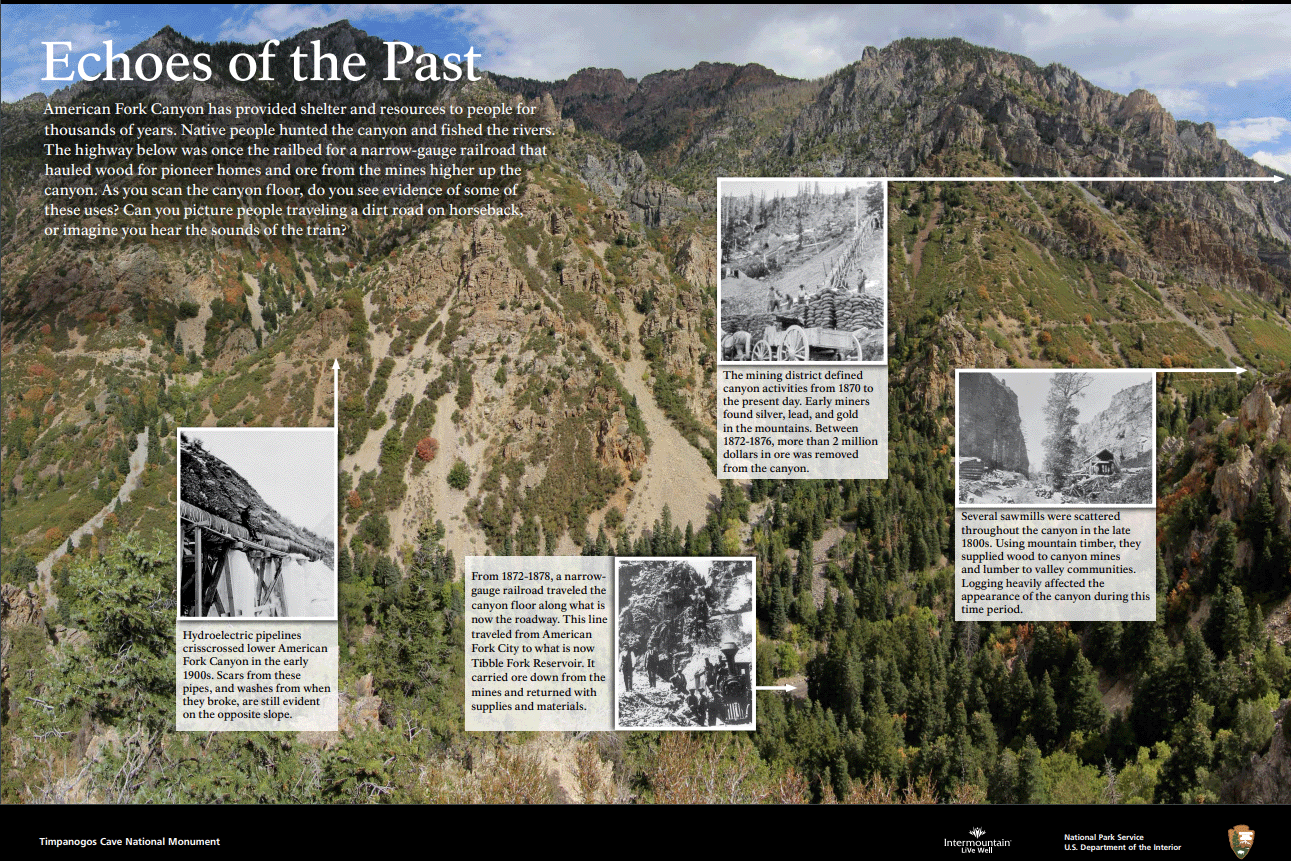 Echoes of the Past
American Fork Canyon has provided shelter and resources to people for
thousands of years. Native people hunted the canyon and fished the rivers.
The highway below was once the railbed for a narrow-gauge railroad that
hauled wood for pioneer homes and ore from the mines higher up the
canyon. As you scan the canyon floor, do you see evidence of some of
these uses? Can you picture people traveling a dirt road on horseback,
or imagine you hear the sounds of the train?
The mining district defined
canyon activities from 1870 to
the present day. Early miners
found silver, lead, and gold
in the mountains. Between
1872-1876, more than 2 million
dollars in ore was removed
from the canyon.
Several sawmills were scattered
throughout the canyon in the late
1800s. Using mountain timber, they
supplied wood to canyon mines
and lumber to valley communities.
Logging heavily affected the
appearance of the canyon during this
time period.
From 1872-1878, a narrow-
gauge railroad traveled the
canyon floor along what is
now the roadway. This line
traveled from American
Fork City to what is now
Tibble Fork Reservoir. It
carried ore down from the
mines and returned with
supplies and materials.
Hydroelectric pipelines
crisscrossed lower American
Fork Canyon in the early
1900s. Scars from these
pipes, and washes from when
they broke, are still evident
on the opposite slope.
Timpanogos Cave National Monument
Intermountain
LiVe Well
National Park Service
U.S. Department of the Interior